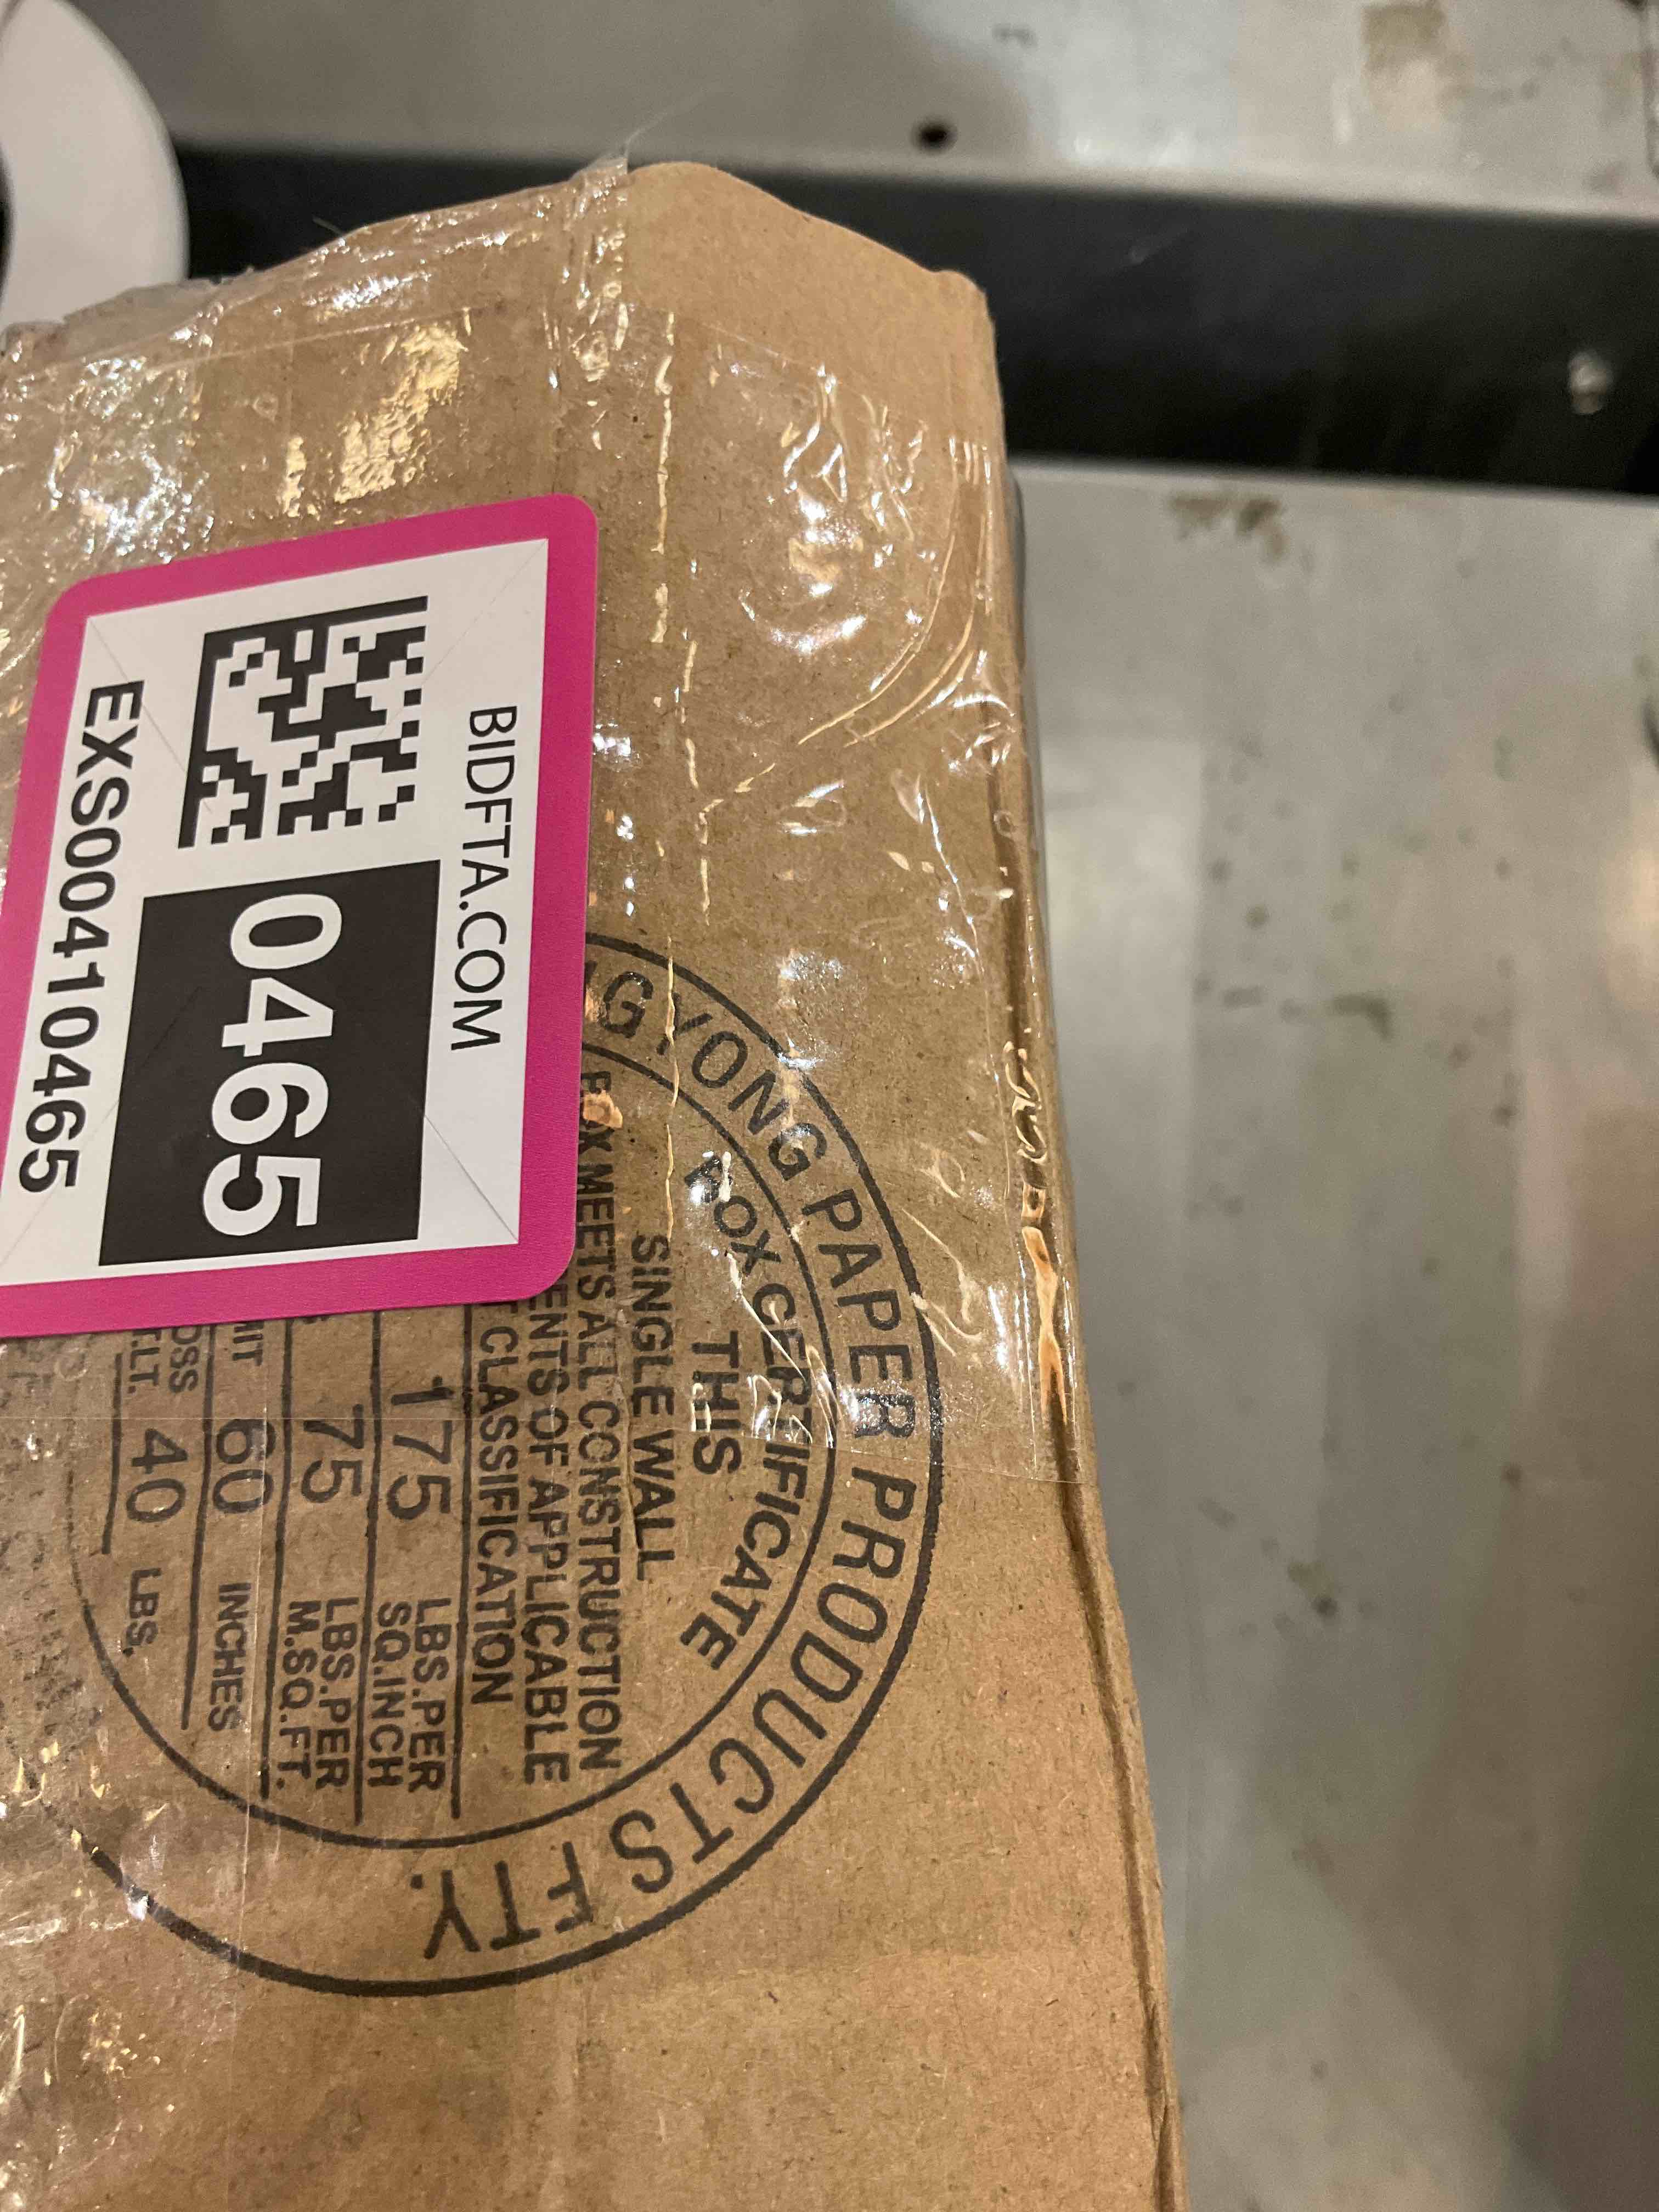 BIDFTA.COM
0465
EXS00410465
YONG PAPER PRODUCTS FTY.
BOX CERTIFICATE
THIS
SINGLE WALL
BOX MEETS ALL CONSTRUCTION
OF APPLICABLE
CLASSIFICATION
175 LBS.PER SQ.INCH
75 LBS.PER M.SQ.FT.
60 INCHES
40 LBS.